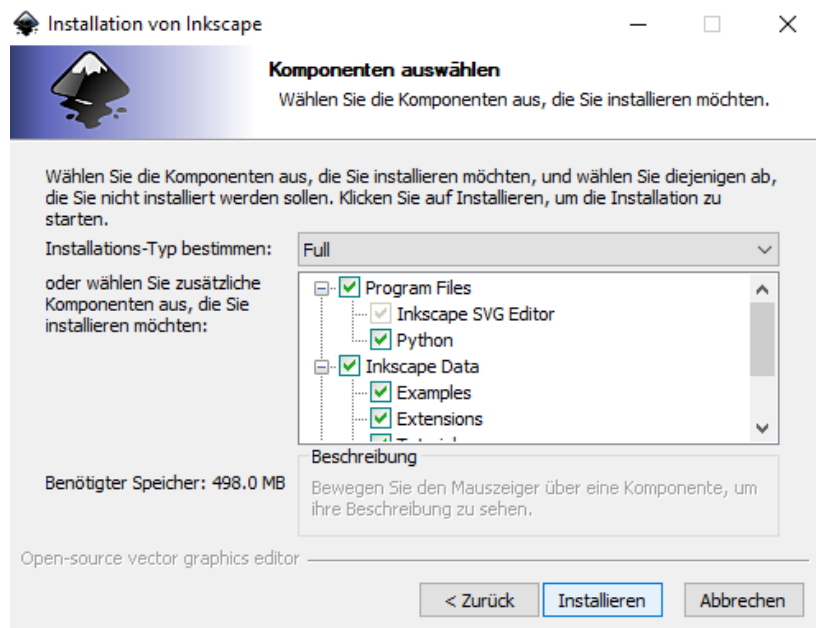 Installation von Inkscape
Komponenten auswählen
Wählen Sie die Komponenten aus, die Sie installieren möchten.
Wählen Sie die Komponenten aus, die Sie installieren möchten, und wählen Sie diejenigen ab,
die Sie nicht installiert werden sollen. Klicken Sie auf Installieren, um die Installation zu
starten.
Installations-Typ bestimmen:
Full
oder wählen Sie zusätzliche
Komponenten aus, die Sie
installieren möchten:
Program Files
Inkscape SVG Editor
Python
Inkscape Data
Examples
Extensions
Benötigter Speicher: 498.0 MB
Beschreibung
Bewegen Sie den Mauszeiger über eine Komponente, um
ihre Beschreibung zu sehen.
Open-source vector graphics editor
< Zurück
Installieren
Abbrechen